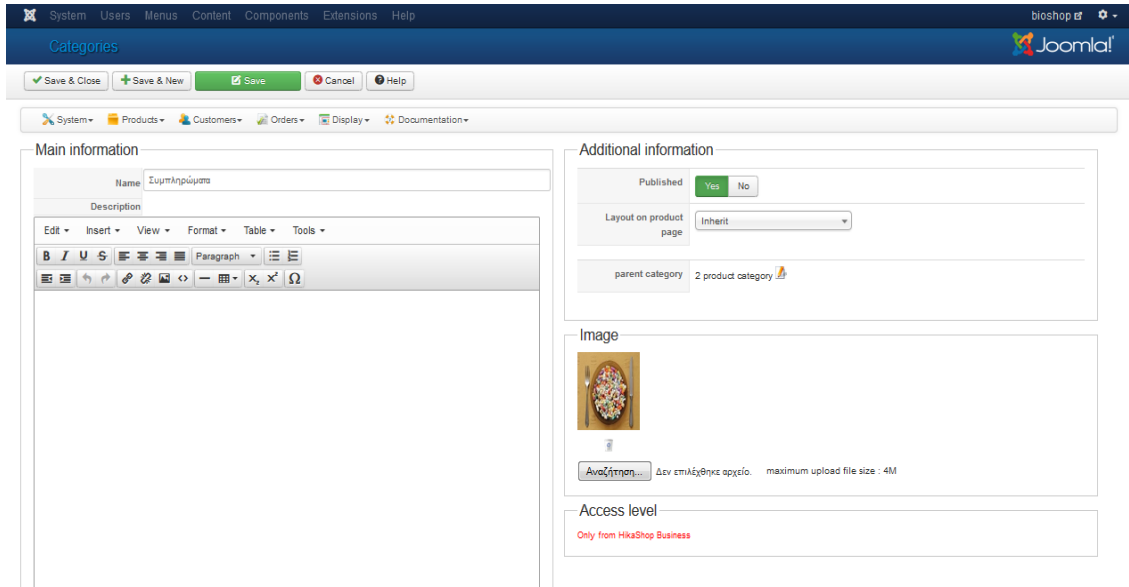 System Users Menus Content Components Extensions Help
bioshop
Categories
Joomla!
Save & Close
Save & New
Save
Cancel
Help
System
Products
Customers
Orders
Display
Documentation
Main information
Name Συμπληρώματα
Description
Edit Insert View Format Table Tools
B I U S Paragraph
X₂ X² Ω
Additional information
Published Yes No
Layout on product page Inherit
parent category 2 product category
Image
Αναζήτηση... Δεν επιλέχθηκε αρχείο. maximum upload file size : 4M
Access level
Only from HikaShop Business